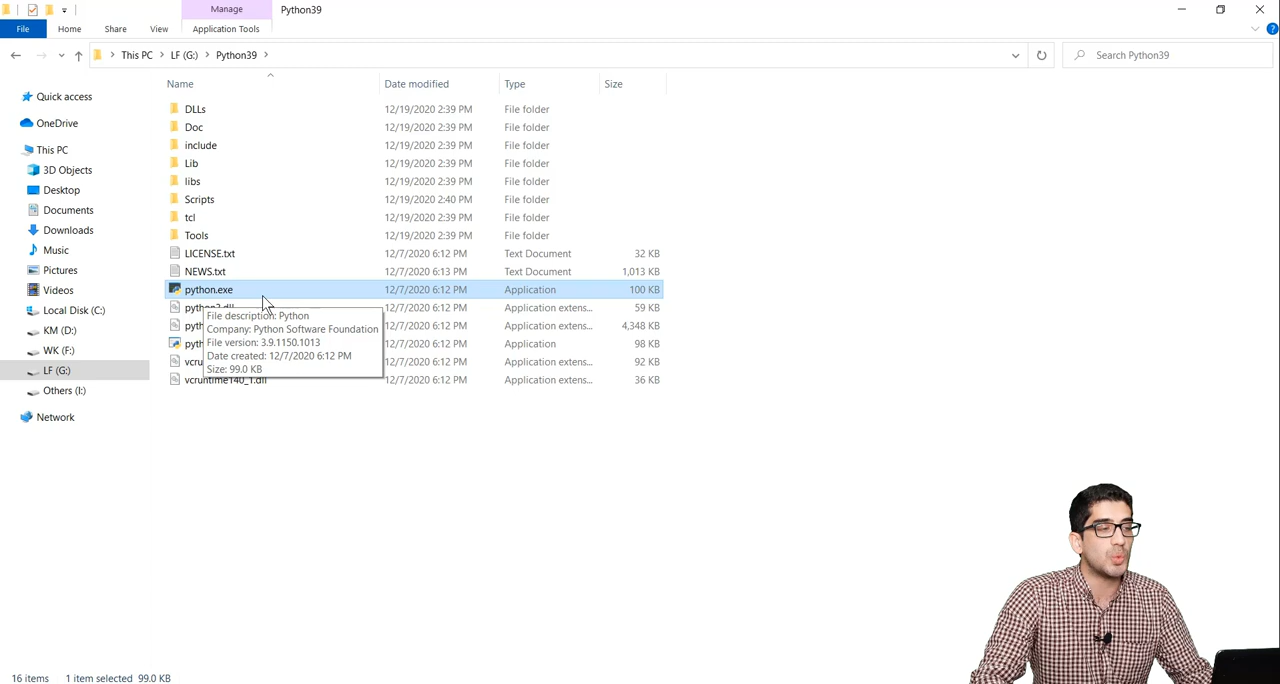 Manage
Python39
File
Home
Share
View
Application Tools
This PC
LF (G:)
Python39
Search Python39
Name
Date modified
Type
Size
Quick access
OneDrive
This PC
3D Objects
Desktop
Documents
Downloads
Music
Pictures
Videos
Local Disk (C:)
KM (D:)
WK (F:)
LF (G:)
Others (I:)
Network
DLLs 12/19/2020 2:39 PM File folder
Doc 12/19/2020 2:39 PM File folder
include 12/19/2020 2:39 PM File folder
Lib 12/19/2020 2:39 PM File folder
libs 12/19/2020 2:39 PM File folder
Scripts 12/19/2020 2:40 PM File folder
tcl 12/19/2020 2:39 PM File folder
Tools 12/19/2020 2:39 PM File folder
LICENSE.txt 12/7/2020 6:12 PM Text Document 32 KB
NEWS.txt 12/7/2020 6:13 PM Text Document 1,013 KB
python.exe 12/7/2020 6:12 PM Application 100 KB
python3.dll 12/7/2020 6:12 PM Application extens... 59 KB
pyth 12/7/2020 6:12 PM Application extens... 4,348 KB
pyth 12/7/2020 6:12 PM Application 98 KB
vcru 12/7/2020 6:12 PM Application extens... 92 KB
vcruntime140_1.dll 12/7/2020 6:12 PM Application extens... 36 KB
File description: Python
Company: Python Software Foundation
File version: 3.9.1150.1013
Date created: 12/7/2020 6:12 PM
Size: 99.0 KB
16 items
1 item selected 99.0 KB